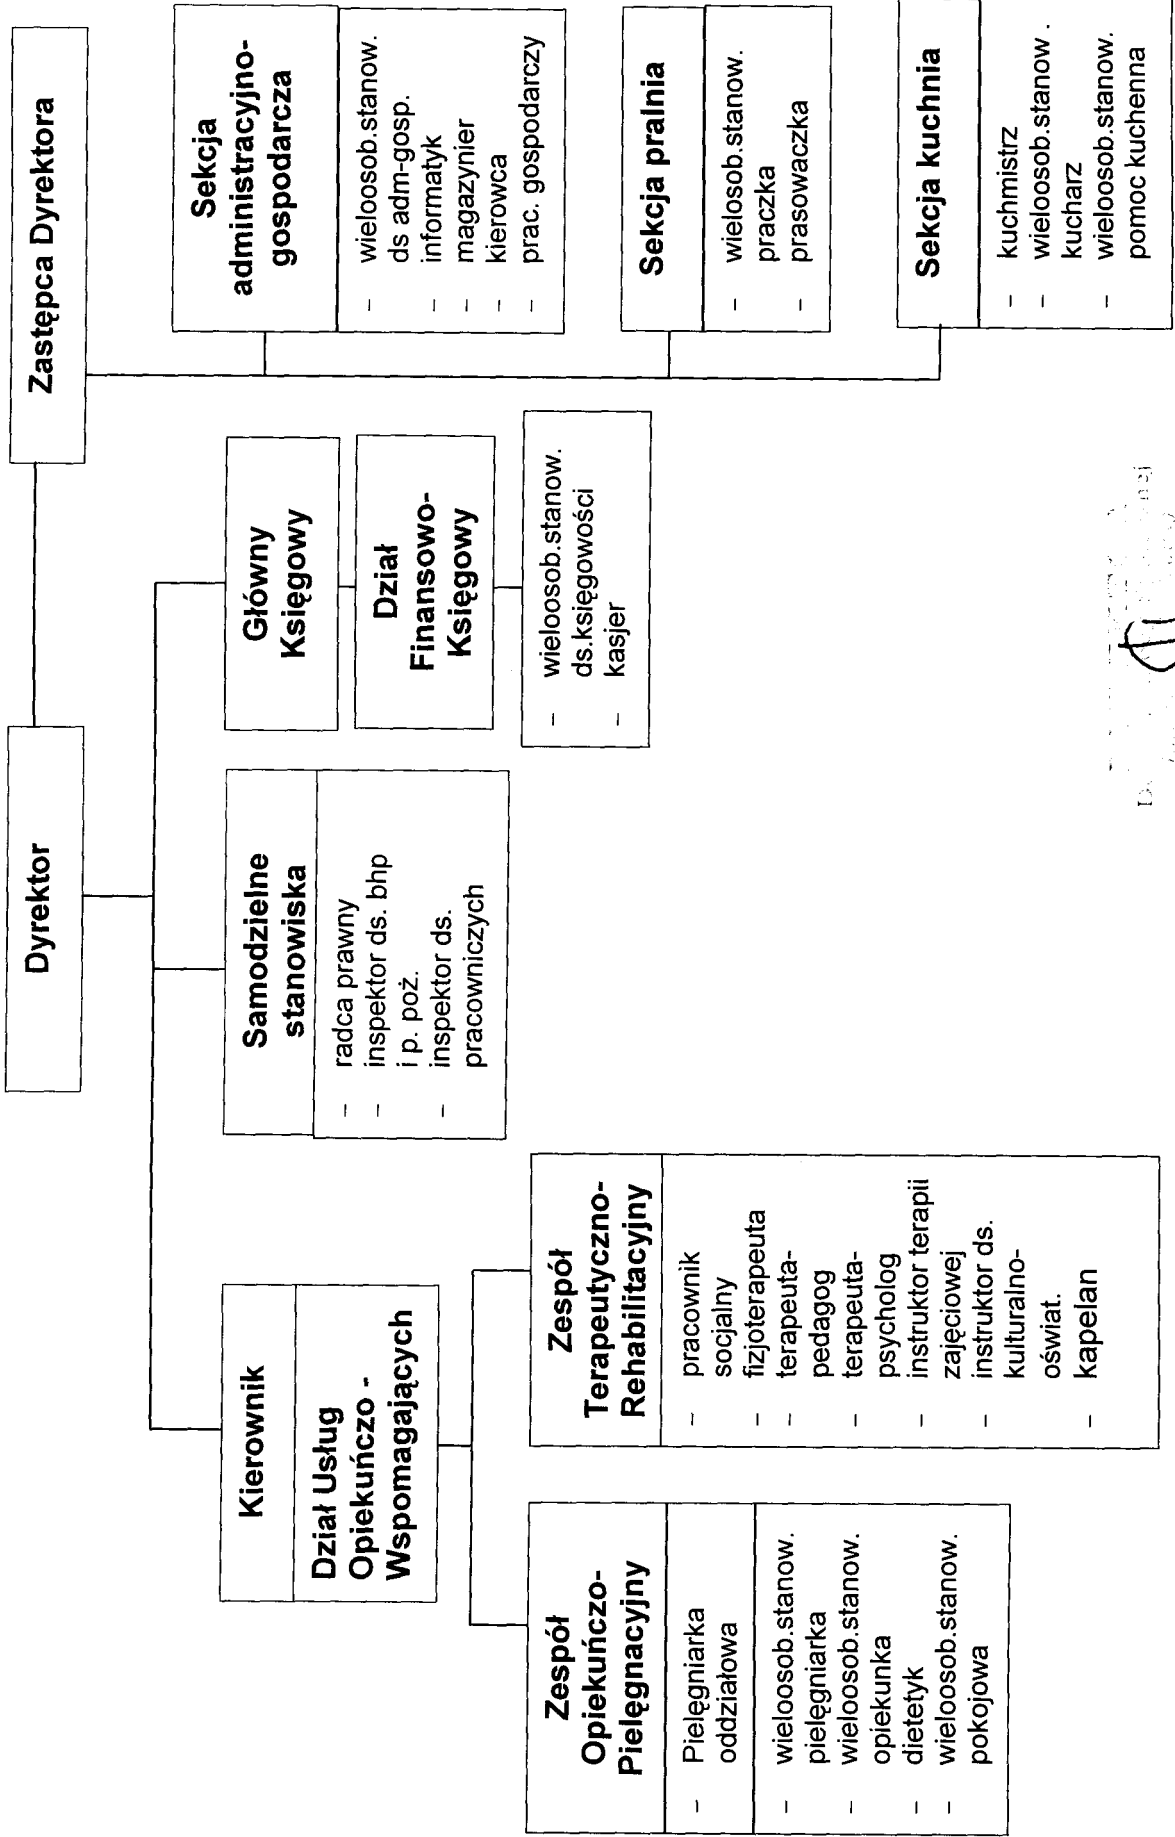 Dyrektor
Zastępca Dyrektora
Kierownik
Dział Usług
Opiekuńczo -
Wspomagających
Zespół
Opiekuńczo-
Pielęgnacyjny
– Pielęgniarka
oddziałowa
– wieloosob.stanow.
pielęgniarka
– wieloosob.stanow.
opiekunka
– dietetyk
– wieloosob.stanow.
pokojowa
Zespół
Terapeutyczno-
Rehabilitacyjny
– pracownik
socjalny
– fizjoterapeuta
– terapeuta-
pedagog
– terapeuta-
psycholog
– instruktor terapii
zajęciowej
– instruktor ds.
kulturalno-
oświat.
– kapelan
Samodzielne
stanowiska
– radca prawny
– inspektor ds. bhp
i p. poż.
– inspektor ds.
pracowniczych
Główny
Księgowy
Dział
Finansowo-
Księgowy
– wieloosob.stanow.
ds.księgowości
– kasjer
Sekcja
administracyjno-
gospodarcza
– wieloosob.stanow.
ds adm-gosp.
– informatyk
– magazynier
– kierowca
– prac. gospodarczy
Sekcja pralnia
– wielosob.stanow.
praczka
– prasowaczka
Sekcja kuchnia
– kuchmistrz
– wieloosob.stanow .
kucharz
– wieloosob.stanow.
pomoc kuchenna